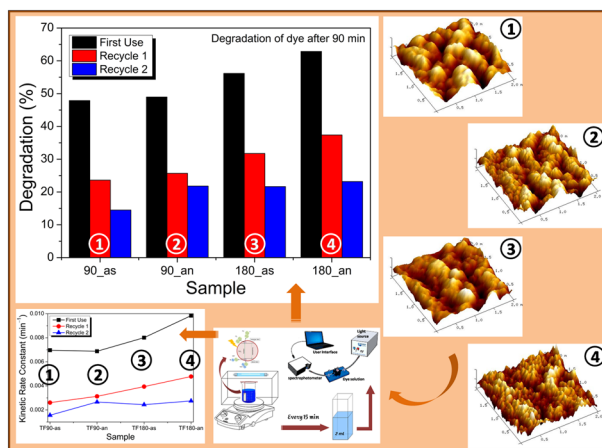 Degradation of dye after 90 min
First Use
Recycle 1
Recycle 2
Degradation (%)
70
60
50
40
30
20
10
0
1
2
3
4
90_as
90_an
180_as
180_an
Sample
1
2
3
4
Kinetic Rate Constant (min⁻¹)
0.010
0.008
0.006
0.004
0.002
First Use
Recycle 1
Recycle 2
1
2
3
4
TF90-as
TF90-an
TF180-as
TF180-an
Sample
User Interface
Light
source
spectrophotometer
Dye solution
Every 15 min
2 ml